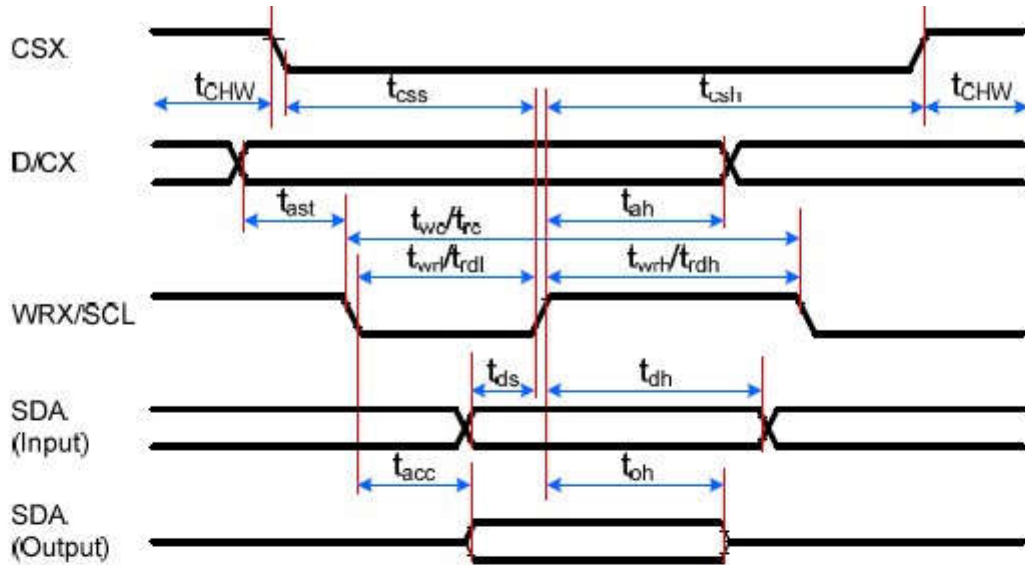 CSX
tCHW tcss tcsh tCHW
D/CX
tast tah
twc/trc
twrl/trdl twrh/trdh
WRX/SCL
tds tdh
SDA
(Input)
tacc toh
SDA
(Output)